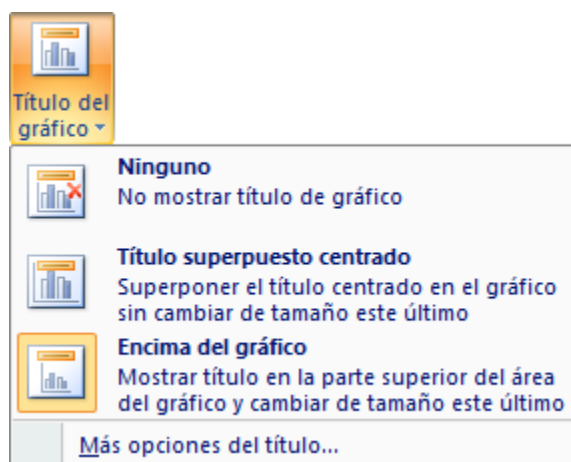 Título del
gráfico
Ninguno
No mostrar título de gráfico
Título superpuesto centrado
Superponer el título centrado en el gráfico
sin cambiar de tamaño este último
Encima del gráfico
Mostrar título en la parte superior del área
del gráfico y cambiar de tamaño este último
Más opciones del título...